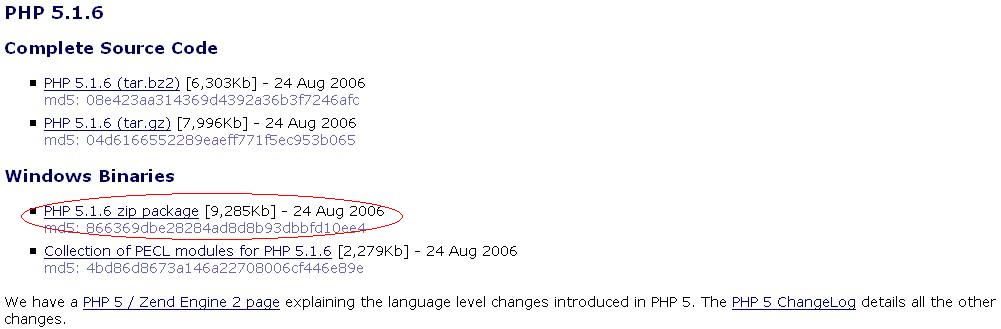 PHP 5.1.6
Complete Source Code
PHP 5.1.6 (tar.bz2) [6,303Kb] - 24 Aug 2006
md5: 08e423aa314369d4392a36b3f7246afc
PHP 5.1.6 (tar.gz) [7,996Kb] - 24 Aug 2006
md5: 04d6166552289eaeff771f5ec953b065
Windows Binaries
PHP 5.1.6 zip package [9,285Kb] - 24 Aug 2006
md5: 866369dbe28284ad8d8b93dbbfd10ee4
Collection of PECL modules for PHP 5.1.6 [2,279Kb] - 24 Aug 2006
md5: 4bd86d8673a146a22708006cf446e89e
We have a PHP 5 / Zend Engine 2 page explaining the language level changes introduced in PHP 5. The PHP 5 ChangeLog details all the other
changes.